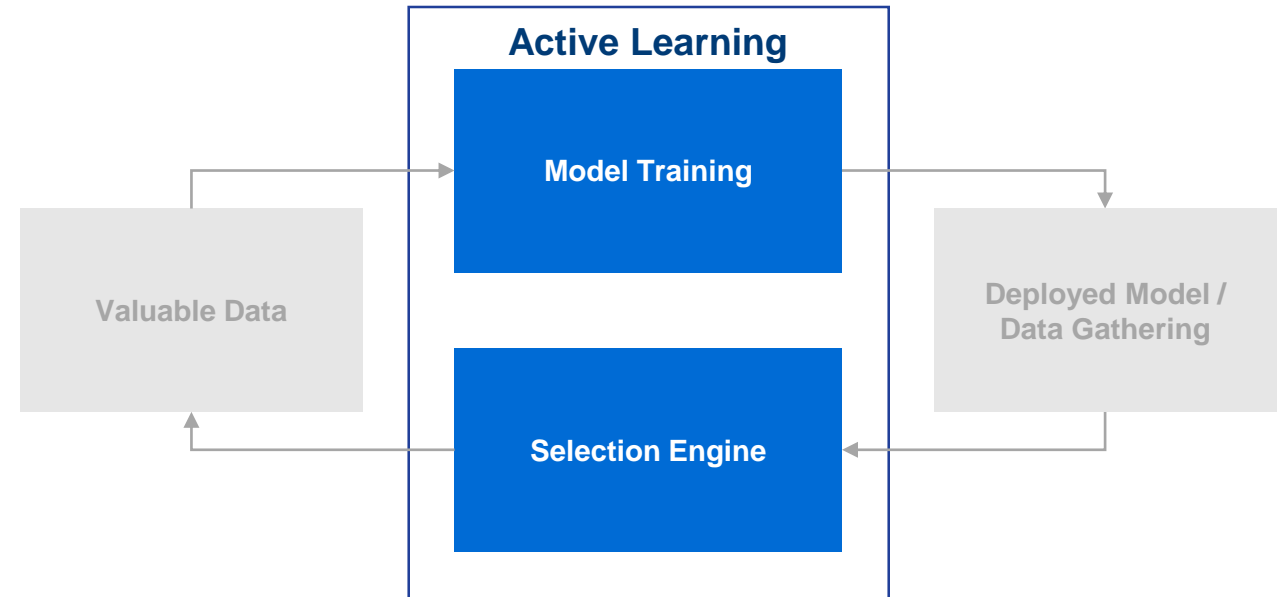 Active Learning
Model Training
Valuable Data
Deployed Model /
Data Gathering
Selection Engine